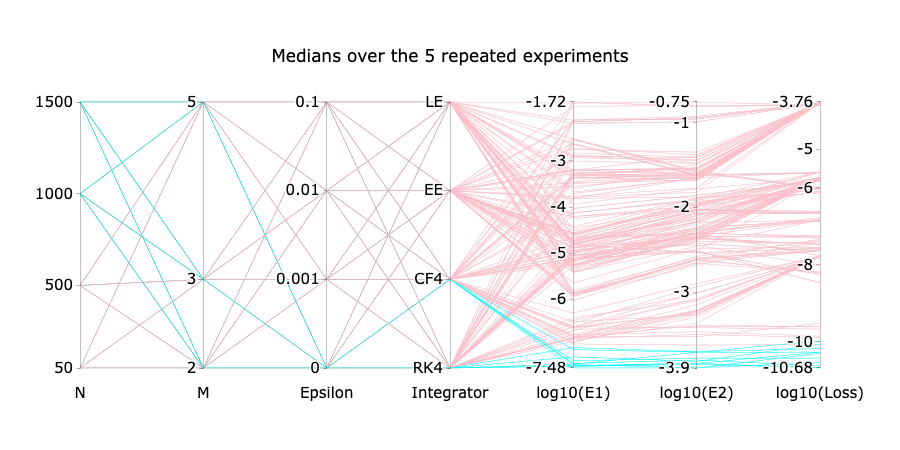 Medians over the 5 repeated experiments
1500 5 0.1 LE -1.72 -0.75 -3.76
-1
-5
-3
1000 0.01 EE -6
-4 -2
-5
500 3 0.001 CF4 -8
-6 -3
-10
50 2 0 RK4 -7.48 -3.9 -10.68
N M Epsilon Integrator log10(E1) log10(E2) log10(Loss)